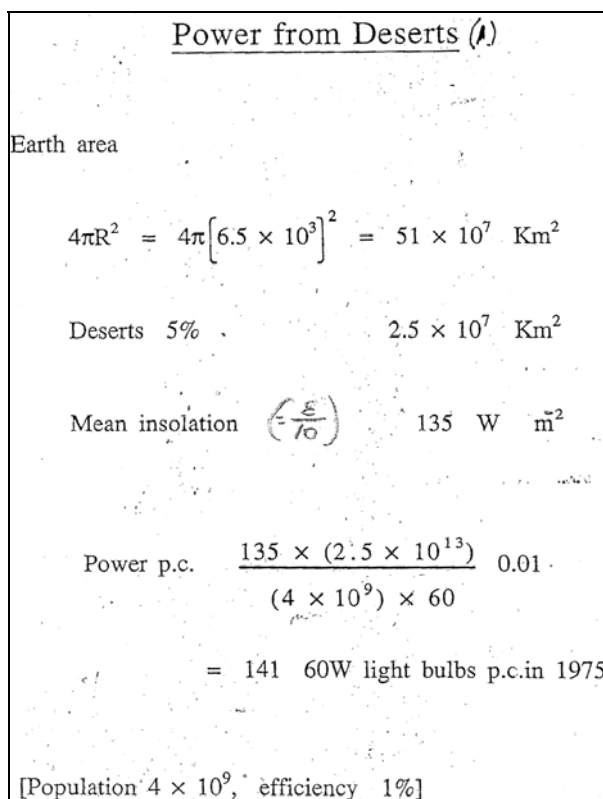 Power from Deserts (1)
Earth area
4πR² = 4π[6.5 × 10³]² = 51 × 10⁷ Km²
Deserts 5% 2.5 × 10⁷ Km²
Mean insolation (= ε/10) 135 W m⁻²
Power p.c. 135 × (2.5 × 10¹³) / (4 × 10⁹) × 60 0.01
= 141 60W light bulbs p.c.in 1975
[Population 4 × 10⁹, efficiency 1%]